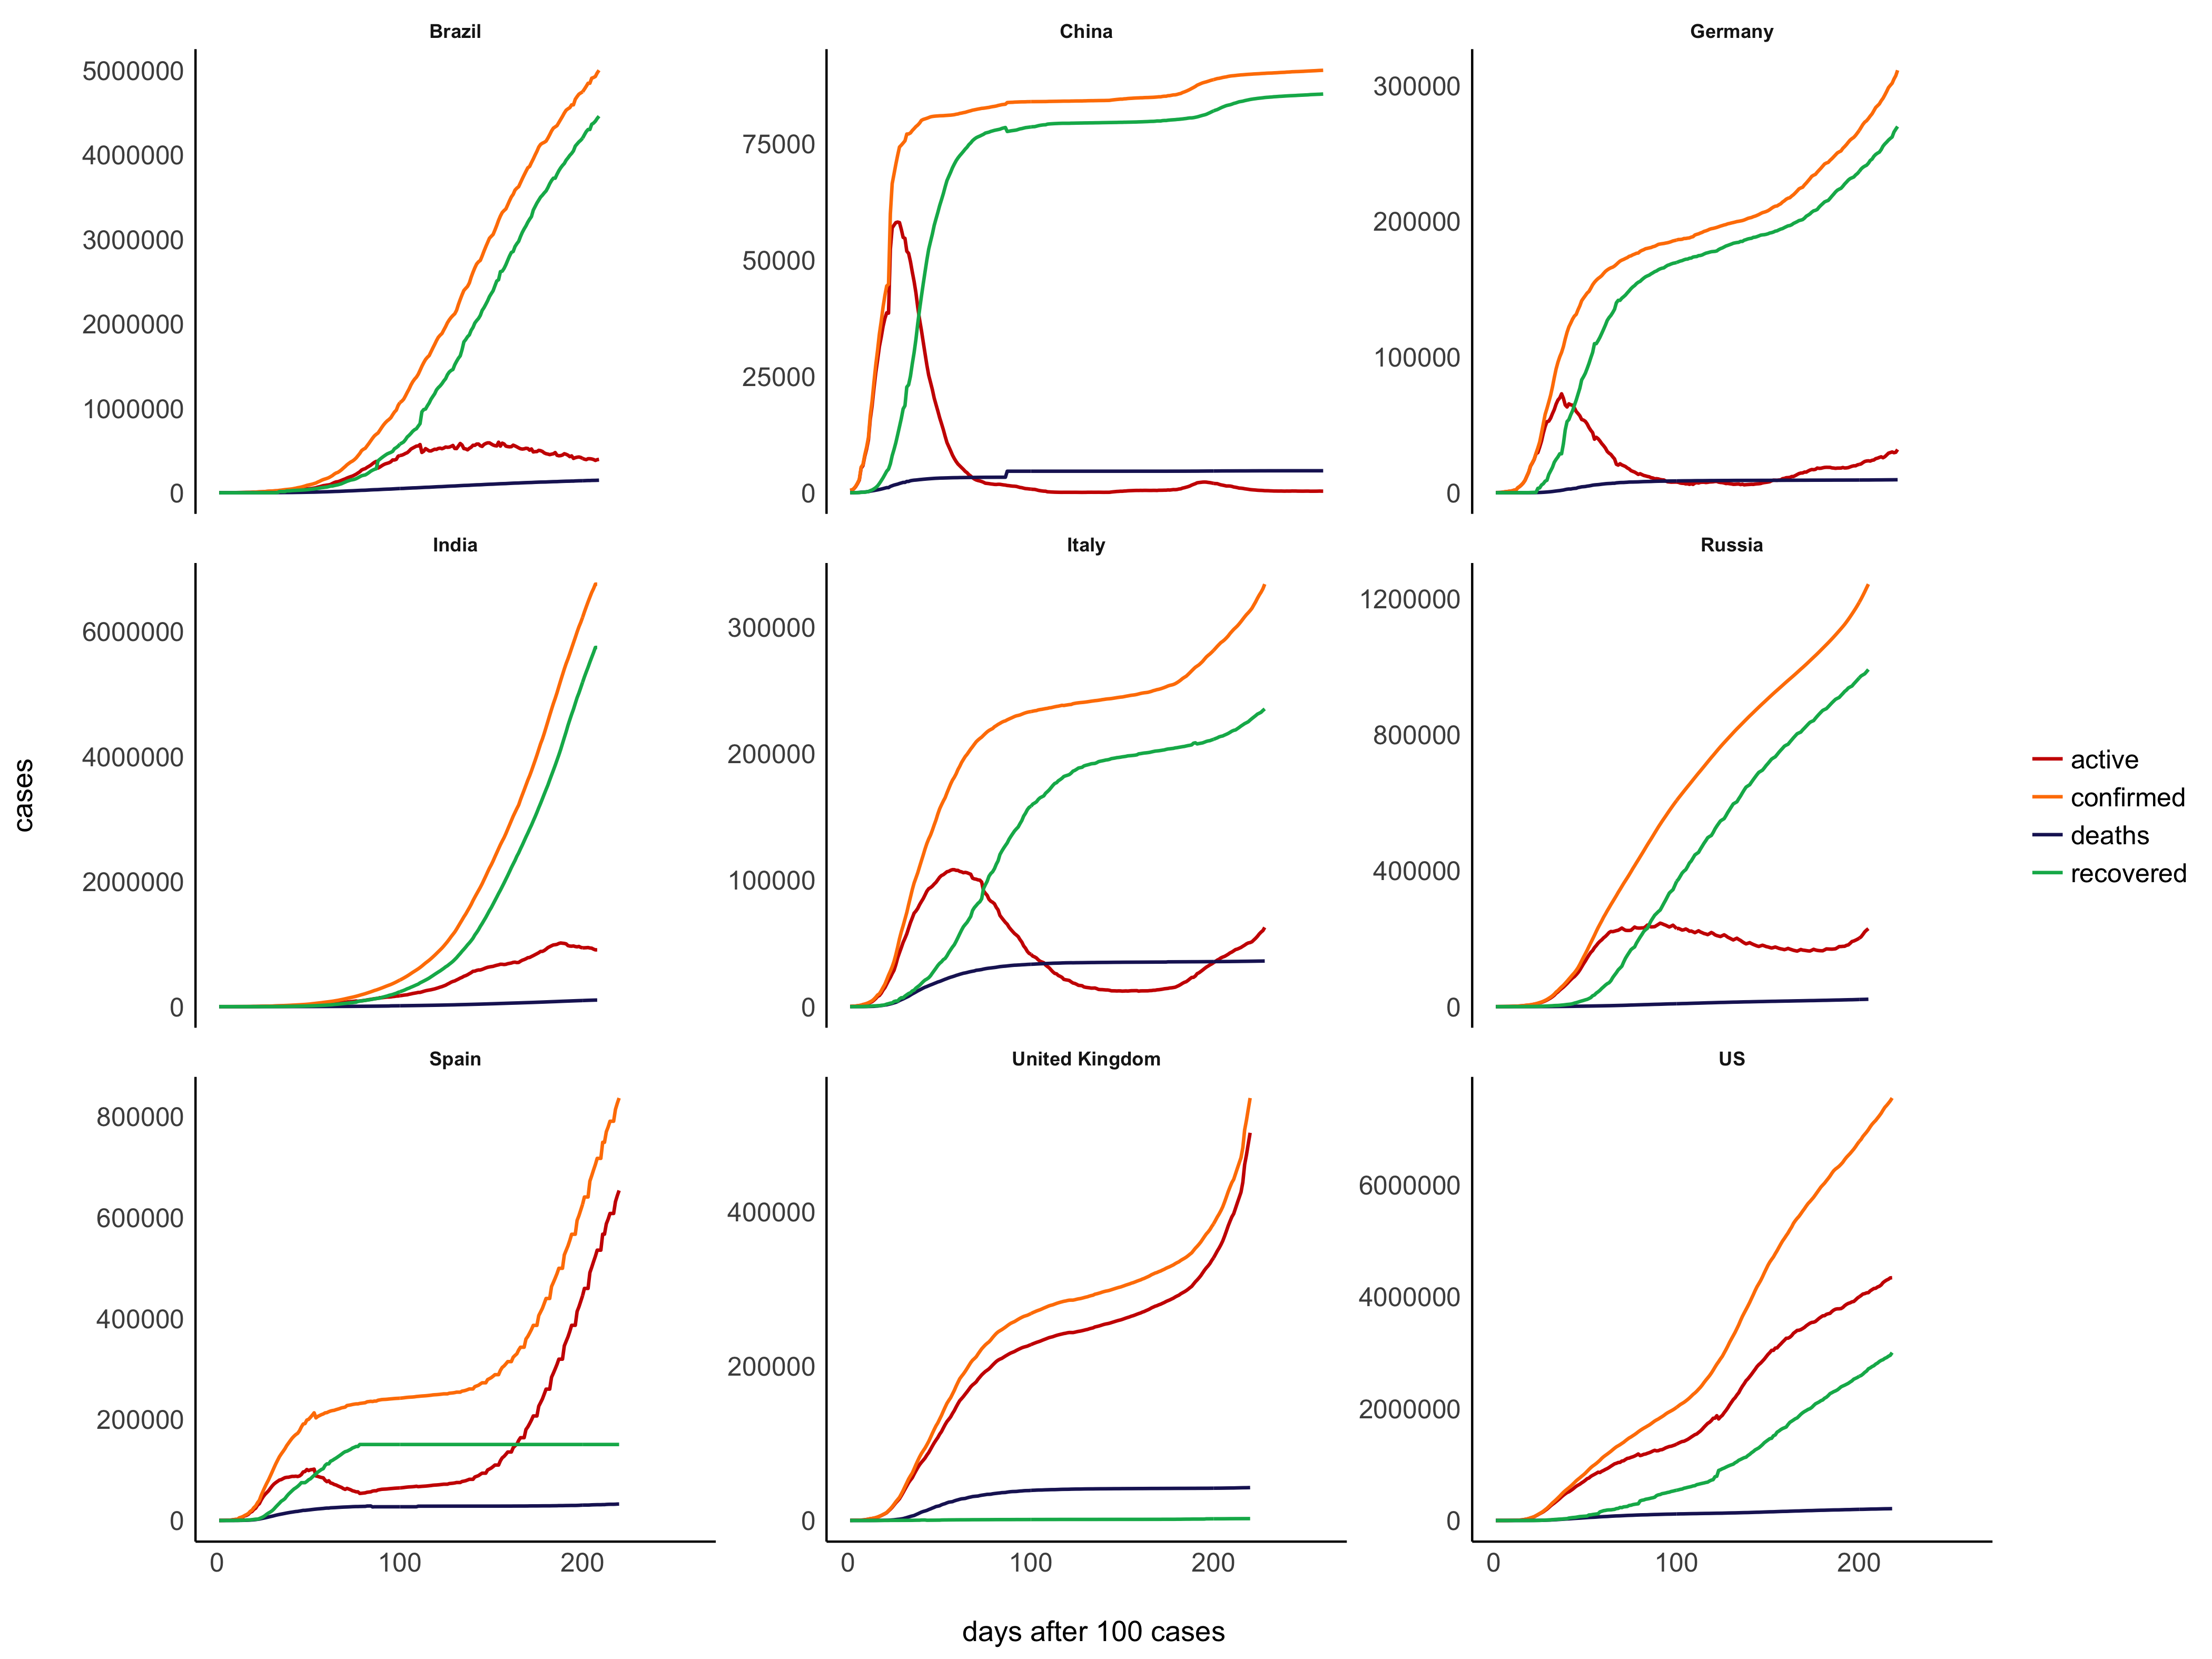 Brazil
China
Germany
5000000
4000000
3000000
2000000
1000000
0
75000
50000
25000
0
300000
200000
100000
0
India
Italy
Russia
6000000
4000000
2000000
0
300000
200000
100000
0
1200000
800000
400000
0
Spain
United Kingdom
US
800000
600000
400000
200000
0
400000
200000
0
6000000
4000000
2000000
0
0 100 200
0 100 200
0 100 200
days after 100 cases
cases
active
confirmed
deaths
recovered